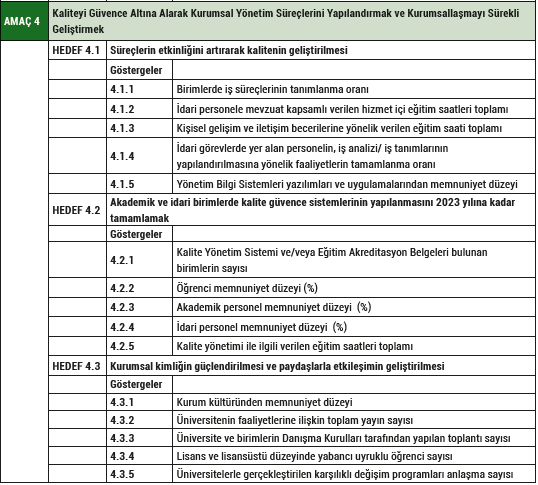 AMAÇ 4
Kaliteyi Güvence Altına Alarak Kurumsal Yönetim Süreçlerini Yapılandırmak ve Kurumsallaşmayı Sürekli
Geliştirmek
HEDEF 4.1 Süreçlerin etkinliğini artırarak kalitenin geliştirilmesi
Göstergeler
4.1.1 Birimlerde iş süreçlerinin tanımlanma oranı
4.1.2 İdari personele mevzuat kapsamlı verilen hizmet içi eğitim saatleri toplamı
4.1.3 Kişisel gelişim ve iletişim becerilerine yönelik verilen eğitim saati toplamı
4.1.4 İdari görevlerde yer alan personelin, iş analizi/ iş tanımlarının
yapılandırılmasına yönelik faaliyetlerin tamamlanma oranı
4.1.5 Yönetim Bilgi Sistemleri yazılımları ve uygulamalarından memnuniyet düzeyi
HEDEF 4.2 Akademik ve idari birimlerde kalite güvence sistemlerinin yapılanmasını 2023 yılına kadar
tamamlamak
Göstergeler
4.2.1 Kalite Yönetim Sistemi ve/veya Eğitim Akreditasyon Belgeleri bulunan
birimlerin sayısı
4.2.2 Öğrenci memnuniyet düzeyi (%)
4.2.3 Akademik personel memnuniyet düzeyi (%)
4.2.4 İdari personel memnuniyet düzeyi (%)
4.2.5 Kalite yönetimi ile ilgili verilen eğitim saatleri toplamı
HEDEF 4.3 Kurumsal kimliğin güçlendirilmesi ve paydaşlarla etkileşimin geliştirilmesi
Göstergeler
4.3.1 Kurum kültüründen memnuniyet düzeyi
4.3.2 Üniversitenin faaliyetlerine ilişkin toplam yayın sayısı
4.3.3 Üniversite ve birimlerin Danışma Kurulları tarafından yapılan toplantı sayısı
4.3.4 Lisans ve lisansüstü düzeyinde yabancı uyruklu öğrenci sayısı
4.3.5 Üniversitelerle gerçekleştirilen karşılıklı değişim programları anlaşma sayısı